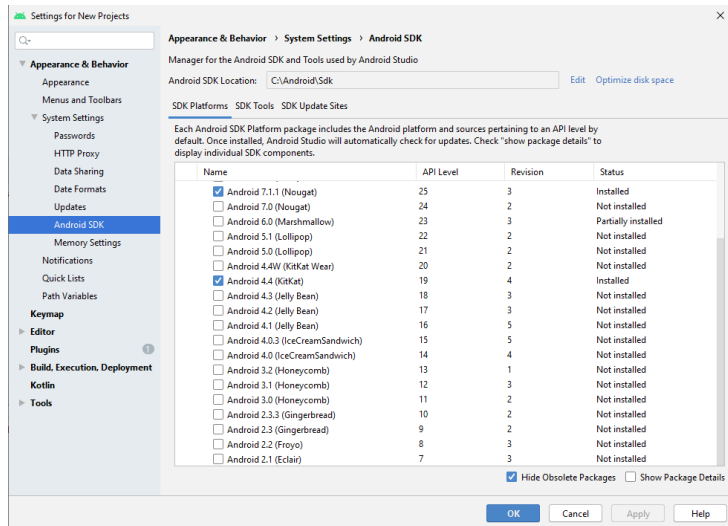 Settings for New Projects
Appearance & Behavior
Appearance
Menus and Toolbars
System Settings
Passwords
HTTP Proxy
Data Sharing
Date Formats
Updates
Android SDK
Memory Settings
Notifications
Quick Lists
Path Variables
Keymap
Editor
Plugins 1
Build, Execution, Deployment
Kotlin
Tools
Appearance & Behavior › System Settings › Android SDK
Manager for the Android SDK and Tools used by Android Studio
Android SDK Location: C:\Android\Sdk Edit Optimize disk space
SDK Platforms SDK Tools SDK Update Sites
Each Android SDK Platform package includes the Android platform and sources pertaining to an API level by
default. Once installed, Android Studio will automatically check for updates. Check "show package details" to
display individual SDK components.
Name API Level Revision Status
Android 7.1.1 (Nougat) 25 3 Installed
Android 7.0 (Nougat) 24 2 Not installed
Android 6.0 (Marshmallow) 23 3 Partially installed
Android 5.1 (Lollipop) 22 2 Not installed
Android 5.0 (Lollipop) 21 2 Not installed
Android 4.4W (KitKat Wear) 20 2 Not installed
Android 4.4 (KitKat) 19 4 Installed
Android 4.3 (Jelly Bean) 18 3 Not installed
Android 4.2 (Jelly Bean) 17 3 Not installed
Android 4.1 (Jelly Bean) 16 5 Not installed
Android 4.0.3 (IceCreamSandwich) 15 5 Not installed
Android 4.0 (IceCreamSandwich) 14 4 Not installed
Android 3.2 (Honeycomb) 13 1 Not installed
Android 3.1 (Honeycomb) 12 3 Not installed
Android 3.0 (Honeycomb) 11 2 Not installed
Android 2.3.3 (Gingerbread) 10 2 Not installed
Android 2.3 (Gingerbread) 9 2 Not installed
Android 2.2 (Froyo) 8 3 Not installed
Android 2.1 (Eclair) 7 3 Not installed
Hide Obsolete Packages Show Package Details
OK Cancel Apply Help